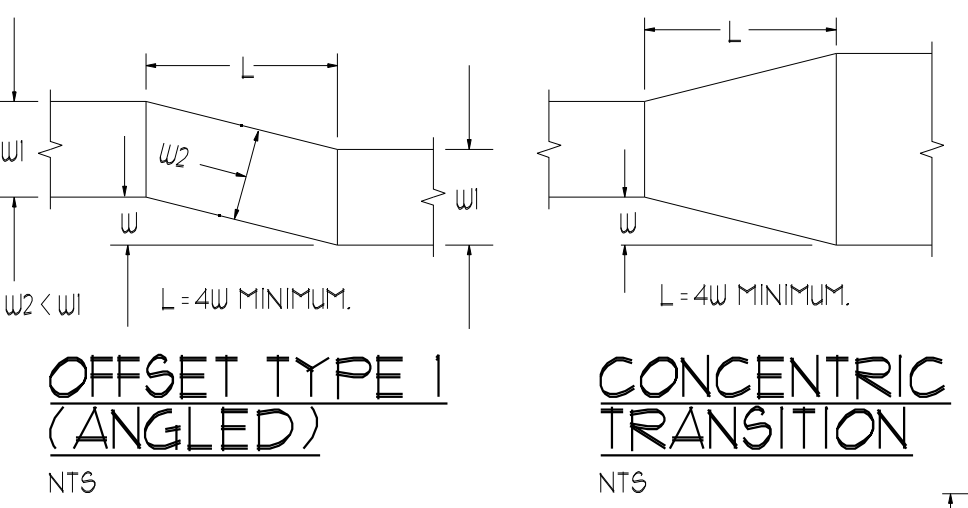 L
W1
W2
W
W1
W2 < W1
L = 4W MINIMUM.
OFFSET TYPE 1
(ANGLED)
NTS
L
W
L = 4W MINIMUM.
CONCENTRIC
TRANSITION
NTS